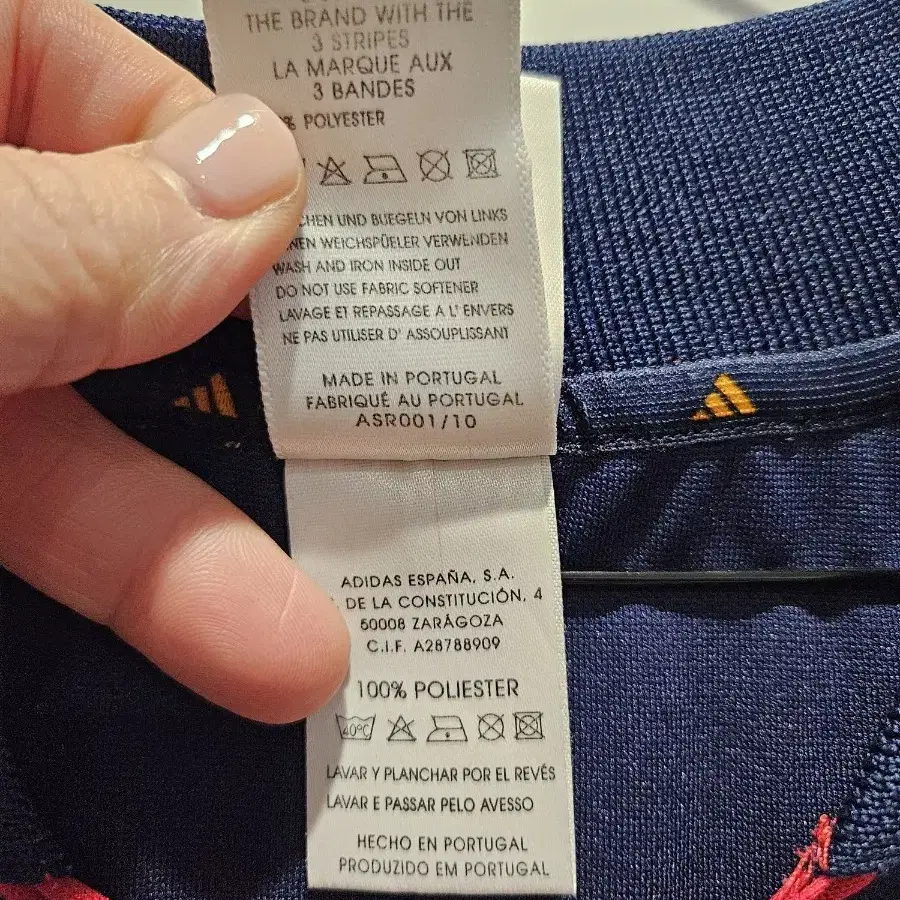 THE BRAND WITH THE
3 STRIPES
LA MARQUE AUX
3 BANDES
% POLYESTER
CHEN UND BUEGELN VON LINKS
NEN WEICHSPÜELER VERWENDEN
WASH AND IRON INSIDE OUT
DO NOT USE FABRIC SOFTENER
LAVAGE ET REPASSAGE A L' ENVERS
NE PAS UTILISER D' ASSOUPLISSANT
MADE IN PORTUGAL
FABRIQUÉ AU PORTUGAL
ASR001/10
ADIDAS ESPAÑA, S.A.
. DE LA CONSTITUCIÓN, 4
50008 ZARÁGOZA
C.I.F. A28788909
100% POLIESTER
40°C
LAVAR Y PLANCHAR POR EL REVÉS
LAVAR E PASSAR PELO AVESSO
HECHO EN PORTUGAL
PRODUZIDO EM PORTUGAL